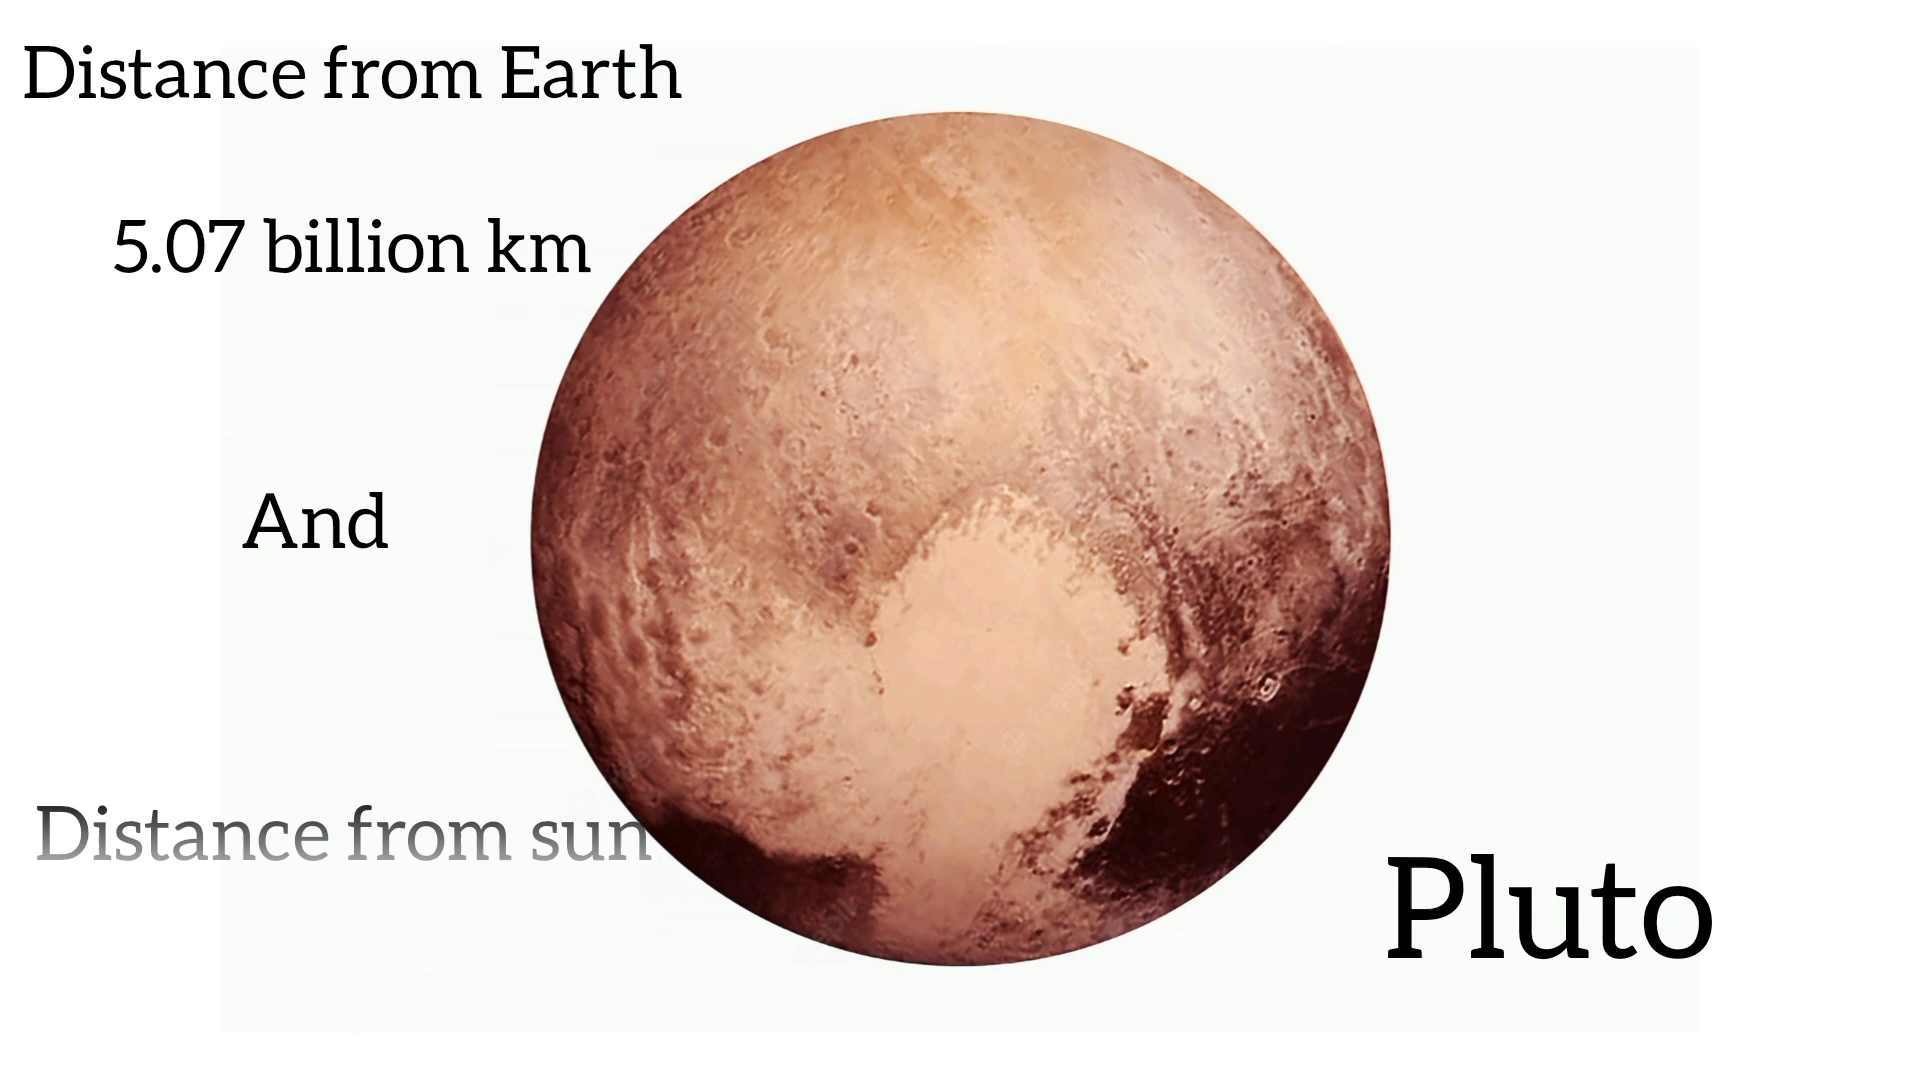 Distance from Earth
5.07 billion km
And
Distance from sun
Pluto